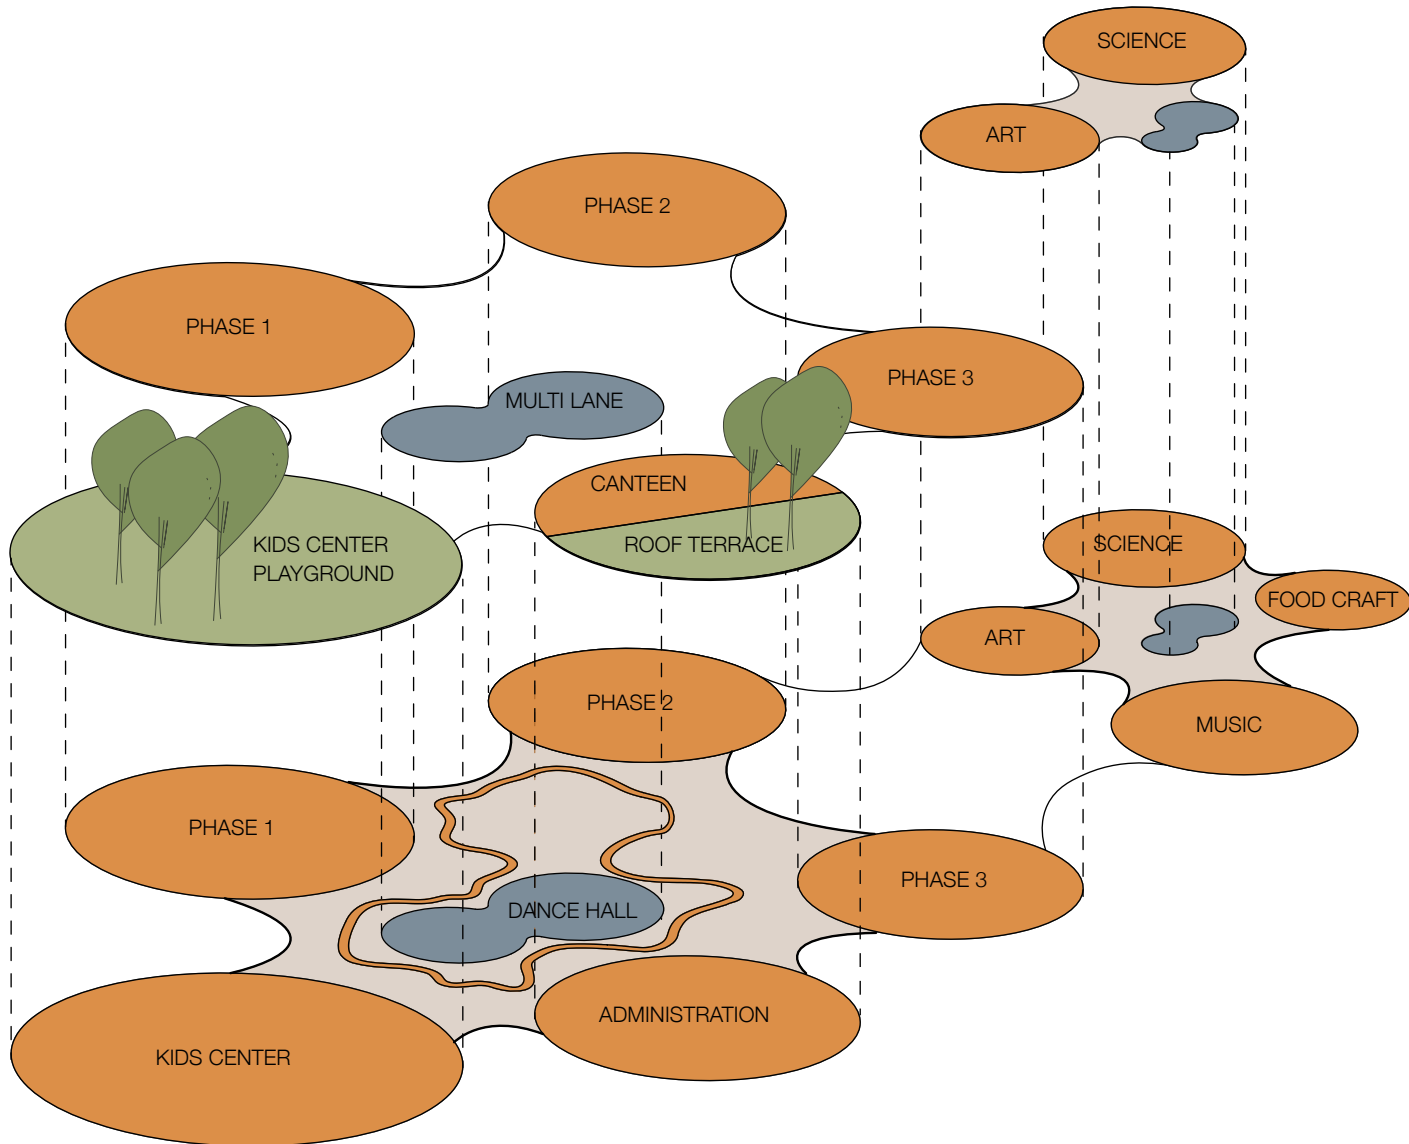 SCIENCE
ART
PHASE 2
PHASE 1
PHASE 3
MULTI LANE
CANTEEN
ROOF TERRACE
KIDS CENTER
PLAYGROUND
SCIENCE
FOOD CRAFT
ART
MUSIC
PHASE 2
PHASE 1
PHASE 3
DANCE HALL
ADMINISTRATION
KIDS CENTER